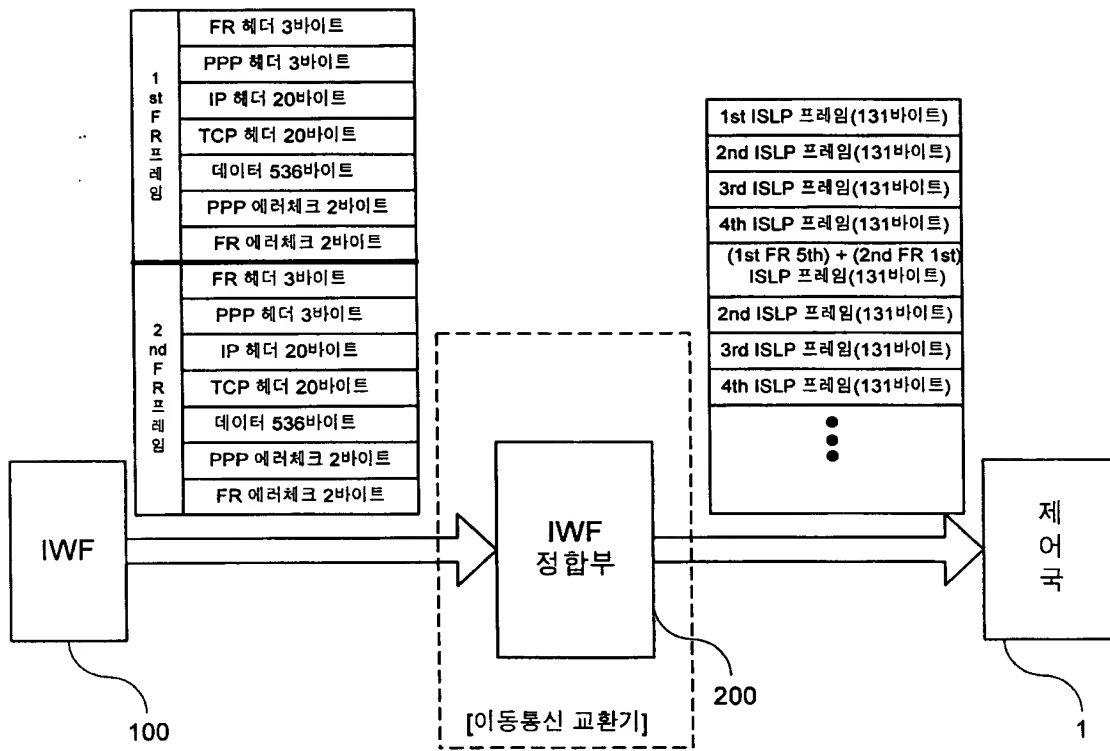 1
st
F
R
프
레
임
FR 헤더 3바이트
PPP 헤더 3바이트
IP 헤더 20바이트
TCP 헤더 20바이트
데이터 536바이트
PPP 에러체크 2바이트
FR 에러체크 2바이트
2
nd
F
R
프
레
임
FR 헤더 3바이트
PPP 헤더 3바이트
IP 헤더 20바이트
TCP 헤더 20바이트
데이터 536바이트
PPP 에러체크 2바이트
FR 에러체크 2바이트
1st ISLP 프레임(131바이트)
2nd ISLP 프레임(131바이트)
3rd ISLP 프레임(131바이트)
4th ISLP 프레임(131바이트)
(1st FR 5th) + (2nd FR 1st)
ISLP 프레임(131바이트)
2nd ISLP 프레임(131바이트)
3rd ISLP 프레임(131바이트)
4th ISLP 프레임(131바이트)
IWF
IWF
정합부
제
어
국
100
[이동통신 교환기]
200
1